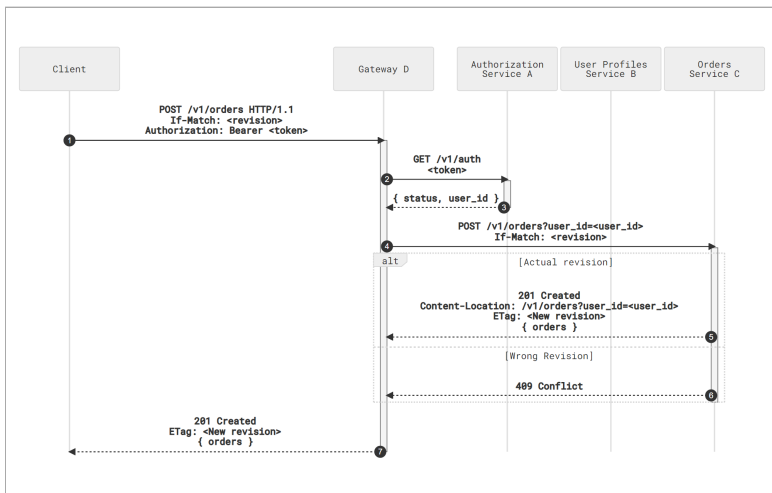 Client
Gateway D
Authorization
Service A
User Profiles
Service B
Orders
Service C
POST /v1/orders HTTP/1.1
If-Match: <revision>
Authorization: Bearer <token>
1
GET /v1/auth
<token>
2
{ status, user_id }
3
POST /v1/orders?user_id=<user_id>
If-Match: <revision>
4
alt
[Actual revision]
201 Created
Content-Location: /v1/orders?user_id=<user_id>
ETag: <New revision>
{ orders }
5
[Wrong Revision]
409 Conflict
6
201 Created
ETag: <New revision>
{ orders }
7